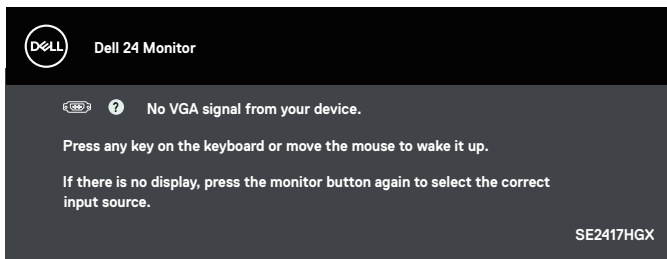 DELL
Dell 24 Monitor
? No VGA signal from your device.
Press any key on the keyboard or move the mouse to wake it up.
If there is no display, press the monitor button again to select the correct
input source.
SE2417HGX